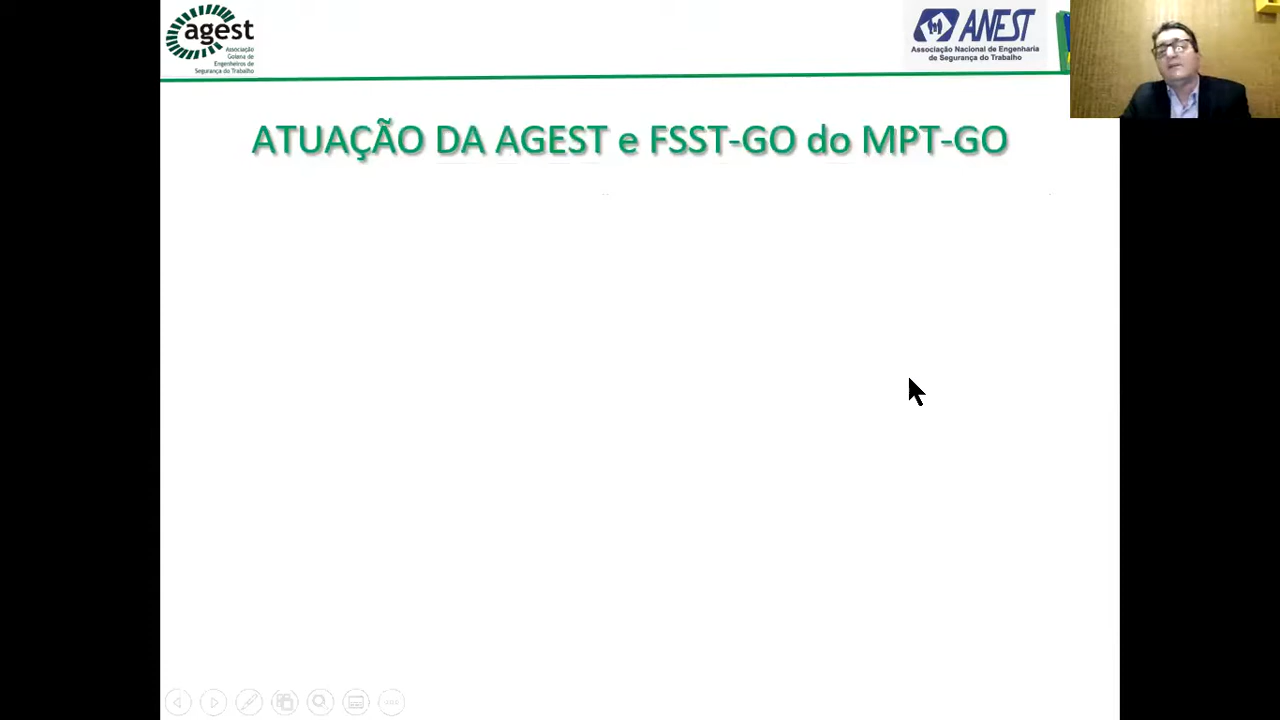 agest
Associação
Goiana de
Engenheiros de
Segurança do Trabalho
ANEST
Associação Nacional de Engenharia
de Segurança do Trabalho
ATUAÇÃO DA AGEST e FSST-GO do MPT-GO